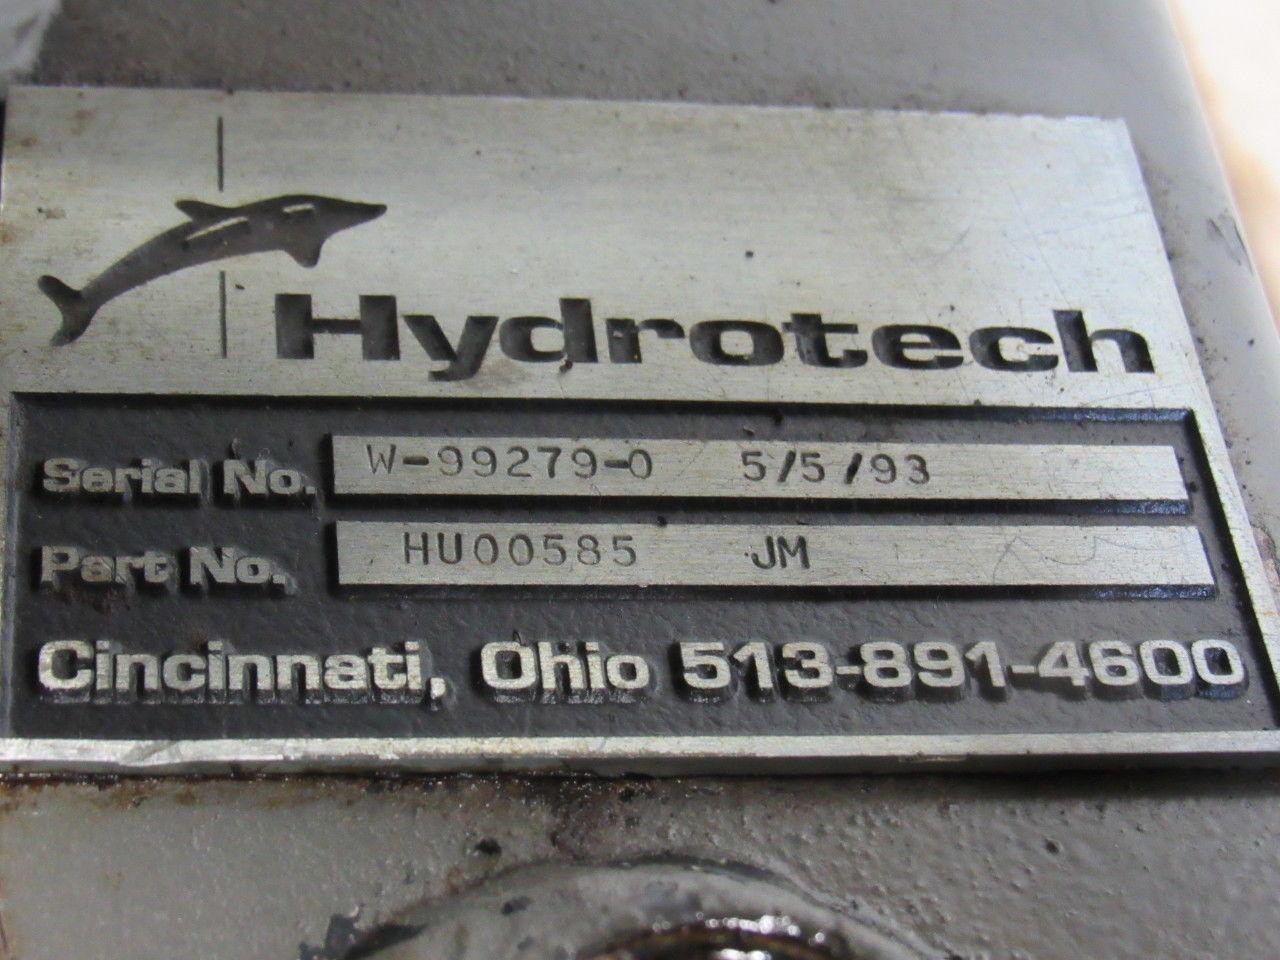 Hydrotech
Serial No. W-99279-0 5/5/93
Part No. HU00585 JM
Cincinnati, Ohio 513-891-4600